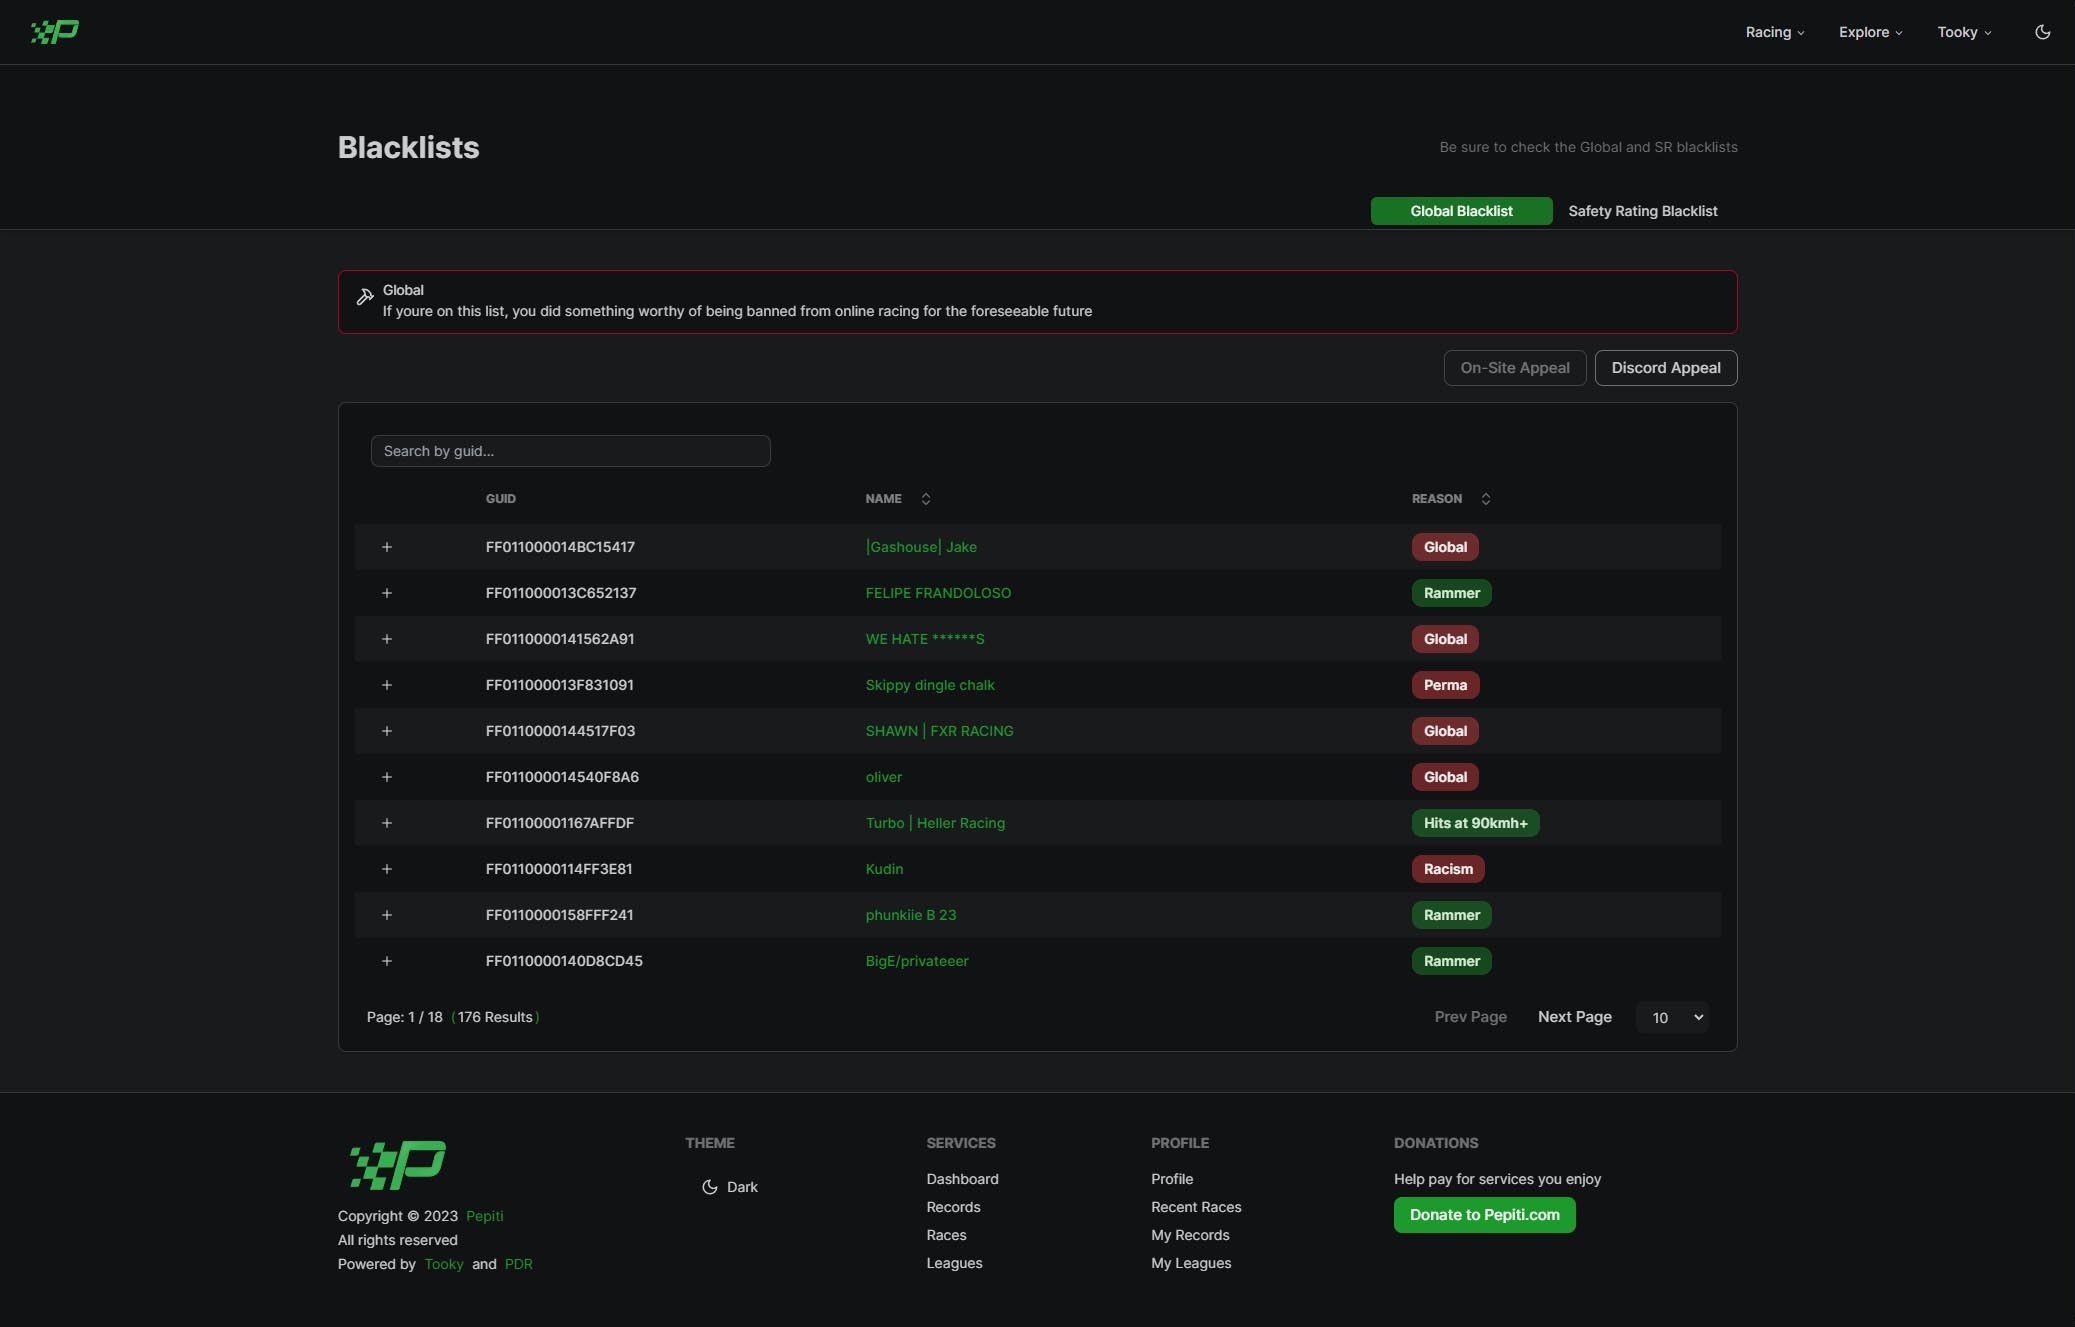 Racing Explore Tooky
Blacklists
Be sure to check the Global and SR blacklists
Global Blacklist Safety Rating Blacklist
Global
If youre on this list, you did something worthy of being banned from online racing for the foreseeable future
On-Site Appeal Discord Appeal
Search by guid...
GUID NAME REASON
+ FF011000014BC15417 |Gashouse| Jake Global
+ FF011000013C652137 FELIPE FRANDOLOSO Rammer
+ FF0110000141562A91 WE HATE ******S Global
+ FF011000013F831091 Skippy dingle chalk Perma
+ FF0110000144517F03 SHAWN | FXR RACING Global
+ FF011000014540F8A6 oliver Global
+ FF01100001167AFFDF Turbo | Heller Racing Hits at 90kmh+
+ FF0110000114FF3E81 Kudin Racism
+ FF0110000158FFF241 phunkiie B 23 Rammer
+ FF0110000140D8CD45 BigE/privateeer Rammer
Page: 1 / 18 (176 Results) Prev Page Next Page 10
P
THEME
Dark
SERVICES
Dashboard
Records
Races
Leagues
PROFILE
Profile
Recent Races
My Records
My Leagues
DONATIONS
Help pay for services you enjoy
Donate to Pepiti.com
Copyright © 2023 Pepiti
All rights reserved
Powered by Tooky and PDR